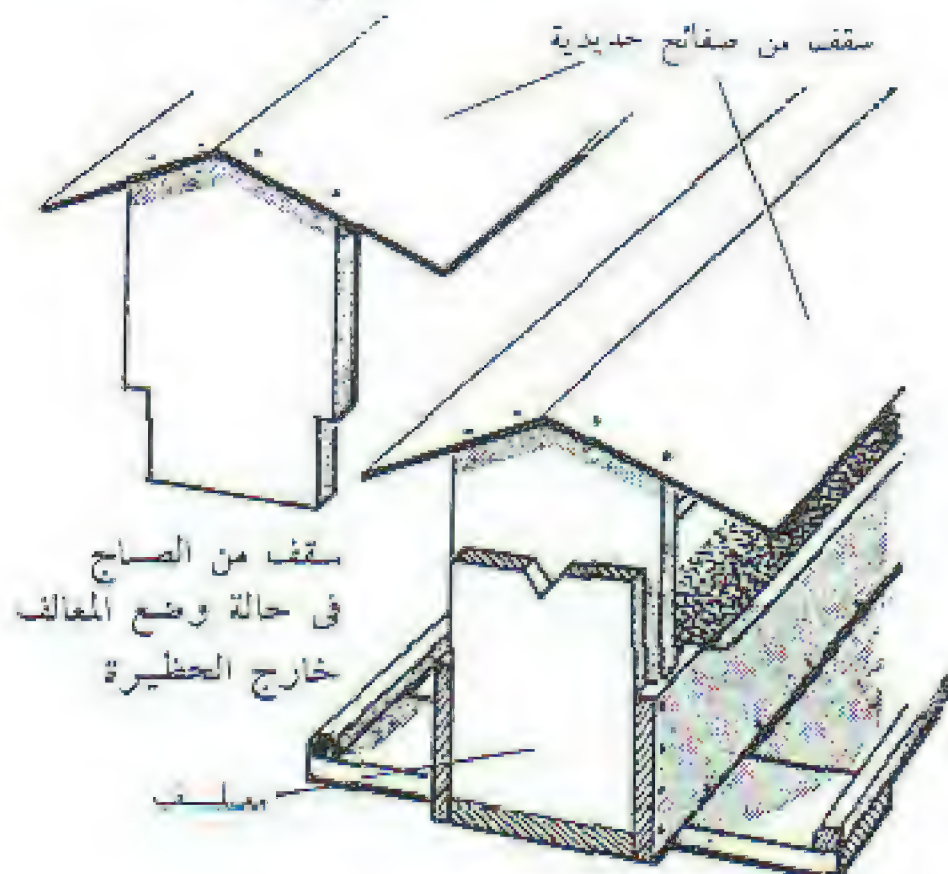 سقف من صفائح حديدية
سقف من الصاج
فى حالة وضع المعالف
خارج الحظيرة
معلف